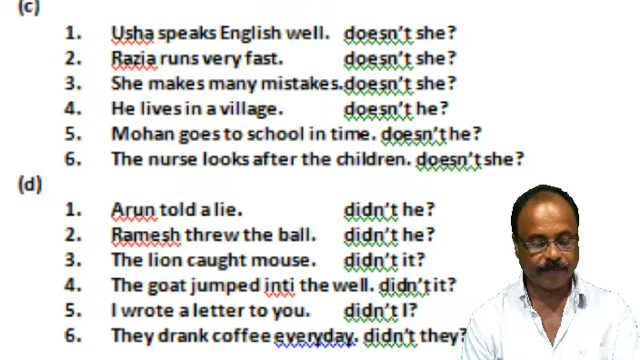 (c)
1. Usha speaks English well. doesn't she?
2. Razia runs very fast. doesn't she?
3. She makes many mistakes.doesn't she?
4. He lives in a village. doesn't he?
5. Mohan goes to school in time. doesn't he?
6. The nurse looks after the children. doesn't she?
(d)
1. Arun told a lie. didn't he?
2. Ramesh threw the ball. didn't he?
3. The lion caught mouse. didn't it?
4. The goat jumped inti the well. didn't it?
5. I wrote a letter to you. didn't I?
6. They drank coffee everyday. didn't they?